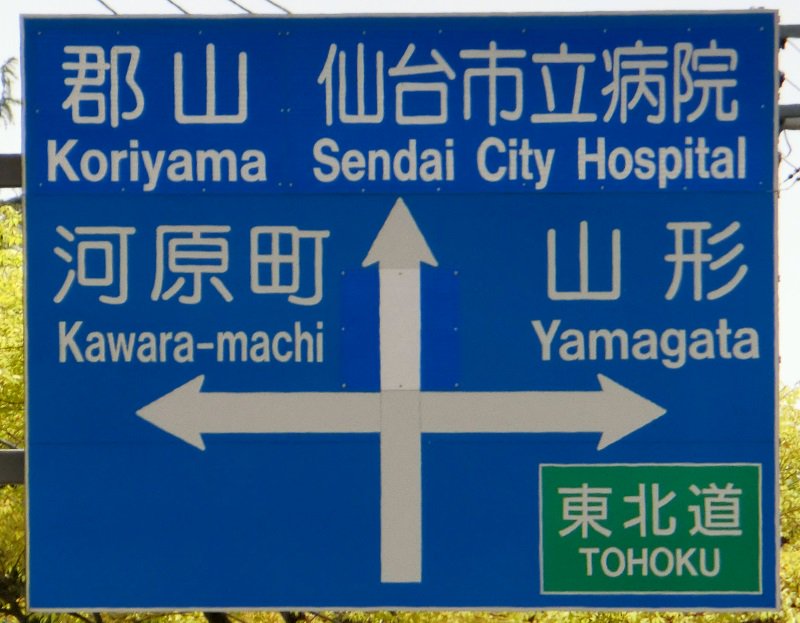 郡山 仙台市立病院
Koriyama Sendai City Hospital
河原町 山形
Kawara-machi Yamagata
東北道
TOHOKU